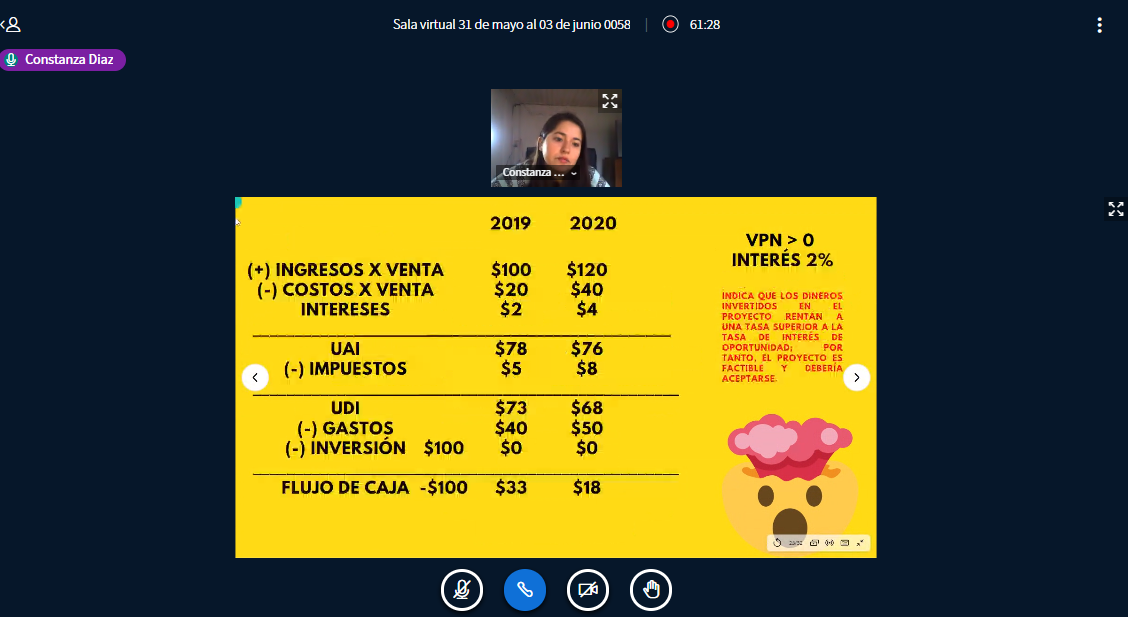 Sala virtual 31 de mayo al 03 de junio 0058 61:28
Constanza Diaz
Constanza ...
2019 2020
(+) INGRESOS X VENTA $100 $120
(-) COSTOS X VENTA $20 $40
INTERESES $2 $4
UAI $78 $76
(-) IMPUESTOS $5 $8
UDI $73 $68
(-) GASTOS $40 $50
(-) INVERSIÓN $100 $0 $0
FLUJO DE CAJA -$100 $33 $18
VPN > 0
INTERÉS 2%
INDICA QUE LOS DINEROS
INVERTIDOS EN EL
PROYECTO RENTAN A
UNA TASA SUPERIOR A LA
TASA DE INTERÉS DE
OPORTUNIDAD; POR
TANTO, EL PROYECTO ES
FACTIBLE Y DEBERÍA
ACEPTARSE.